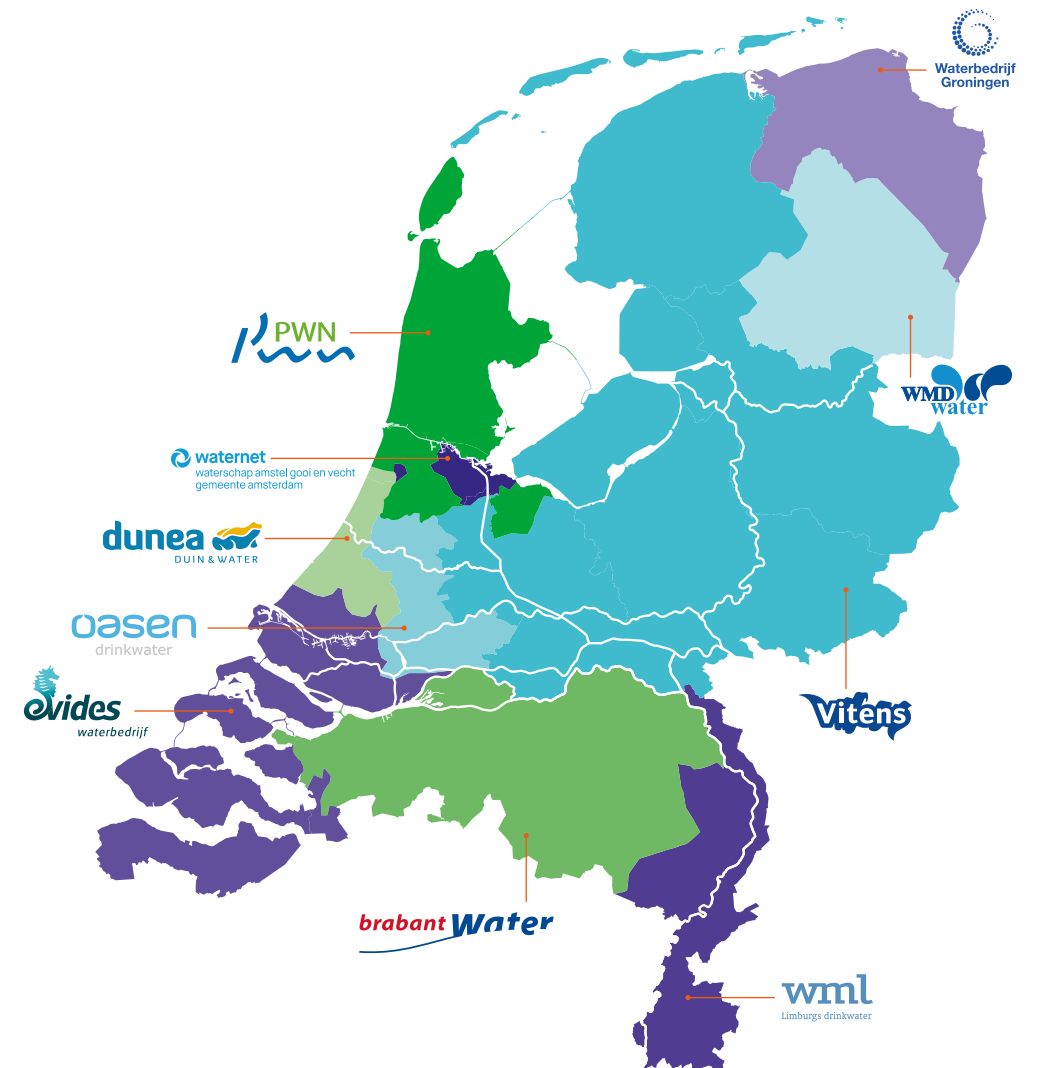 Waterbedrijf
Groningen
PWN
WMD
water
waternet
waterschap amstel gooi en vecht
gemeente amsterdam
dunea
DUIN & WATER
oasen
drinkwater
evides
waterbedrijf
Vitens
brabant Water
wml
Limburgs drinkwater